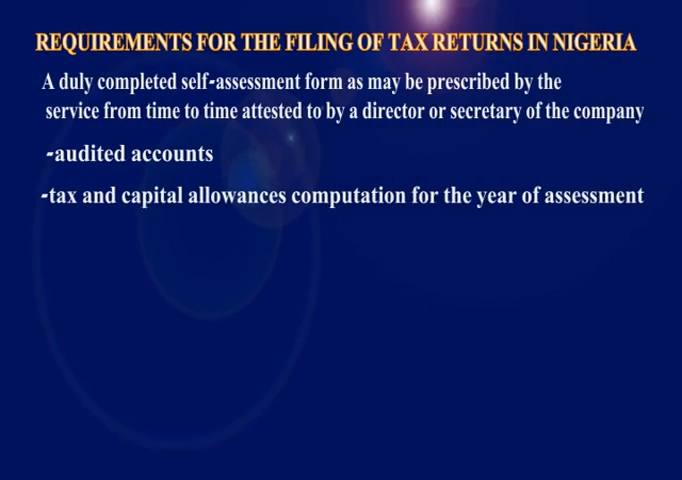 REQUIREMENTS FOR THE FILING OF TAX RETURNS IN NIGERIA
A duly completed self-assessment form as may be prescribed by the
service from time to time attested to by a director or secretary of the company
-audited accounts
-tax and capital allowances computation for the year of assessment